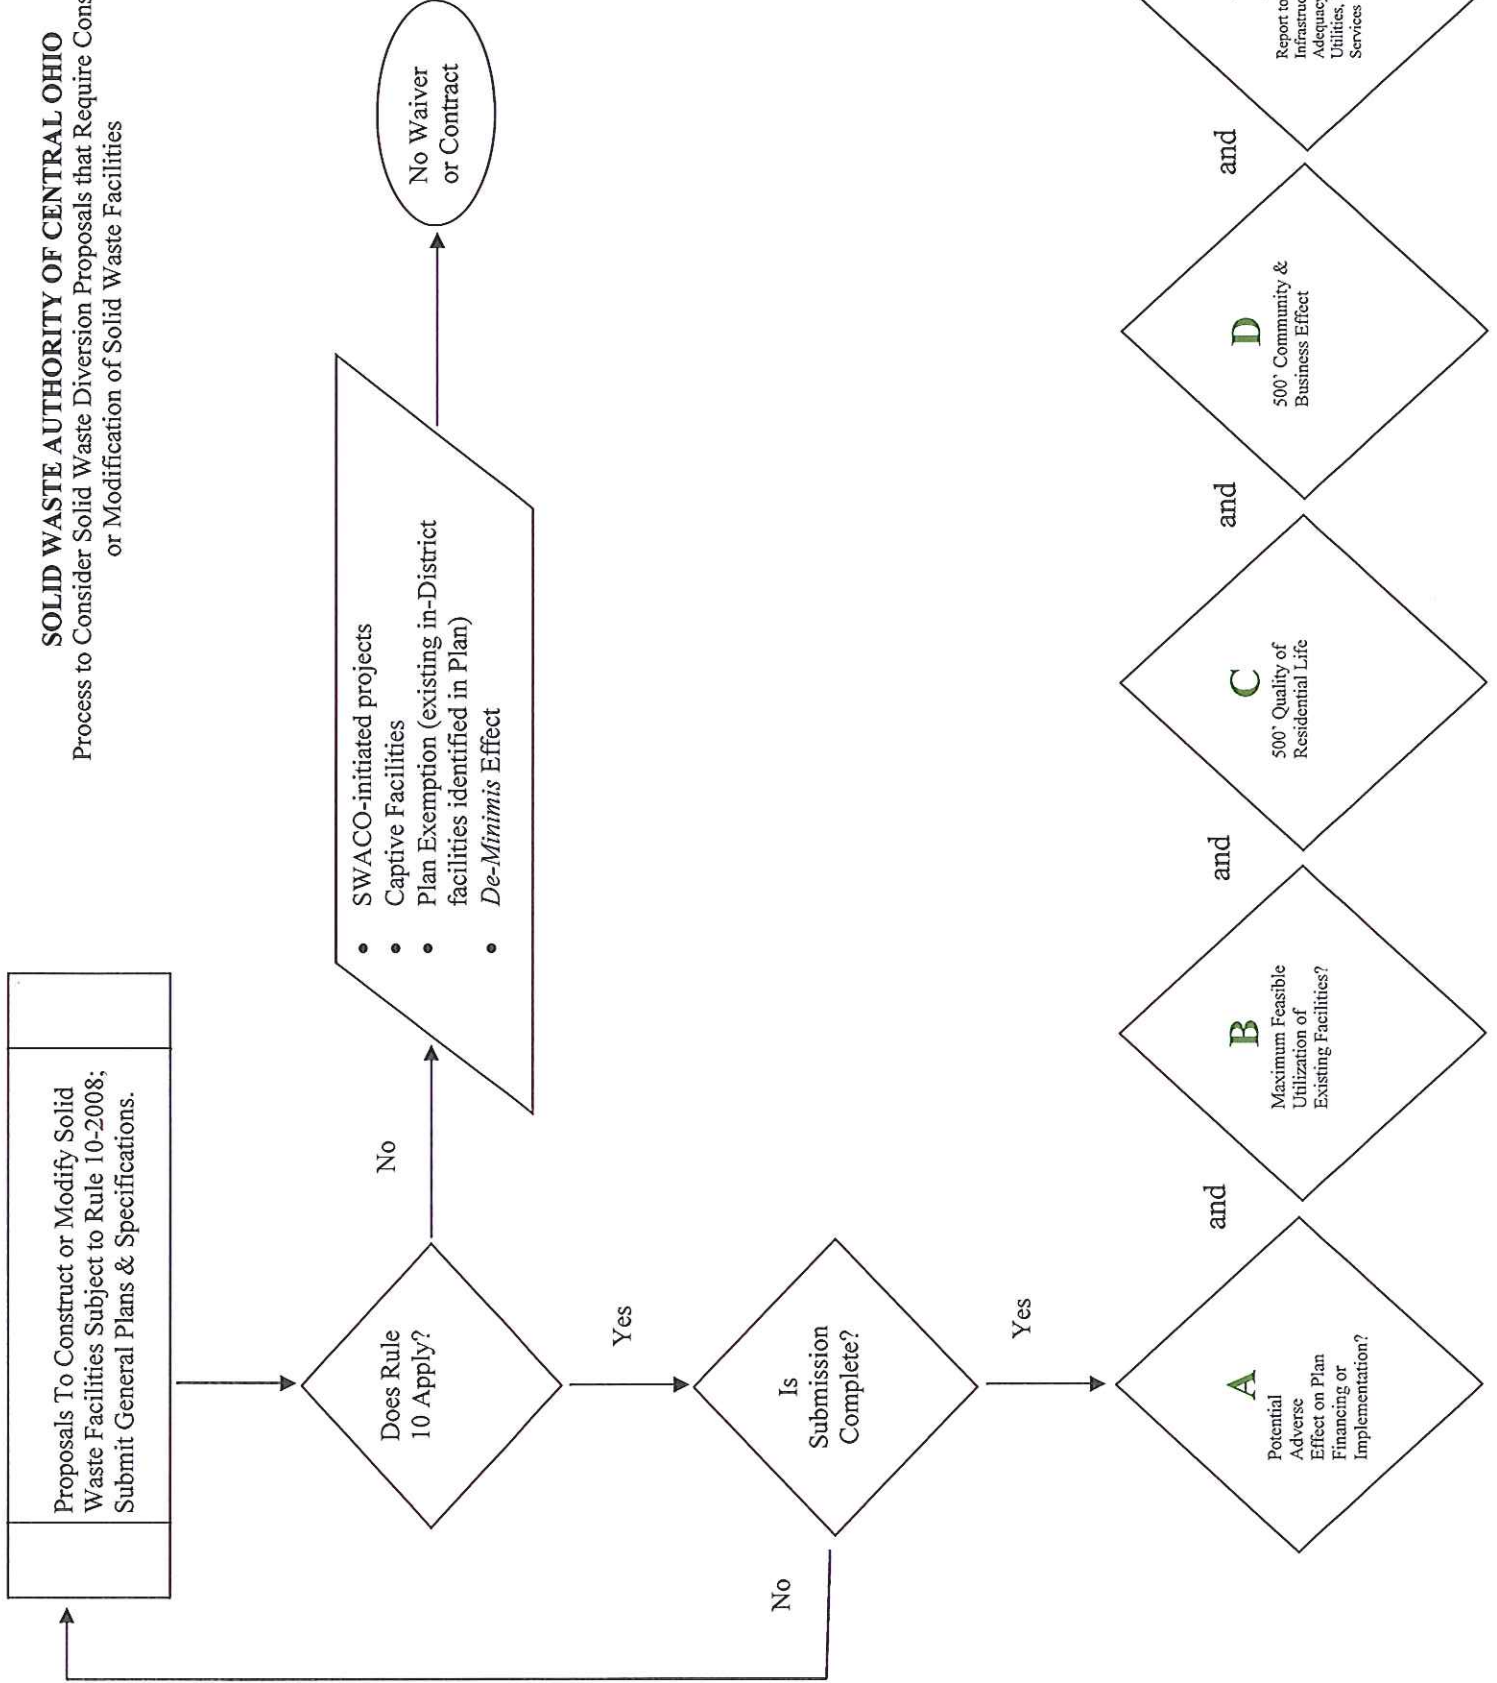 SOLID WASTE AUTHORITY OF CENTRAL OHIO
Process to Consider Solid Waste Diversion Proposals that Require
or Modification of Solid Waste Facilities
Proposals To Construct or Modify Solid
Waste Facilities Subject to Rule 10-2008;
Submit General Plans & Specifications.
Does Rule
10 Apply?
No
• SWACO-initiated projects
• Captive Facilities
• Plan Exemption (existing in-District
facilities identified in Plan)
• De-Minimis Effect
No Waiver
or Contract
Yes
Is
Submission
Complete?
No
Yes
A
Potential
Adverse
Effect on Plan
Financing or
Implementation?
and
B
Maximum Feasible
Utilization of
Existing Facilities?
and
C
500` Quality of
Residential Life
and
D
500` Community &
Business Effect
and
Report to
Adequacy
Utilities,
Services